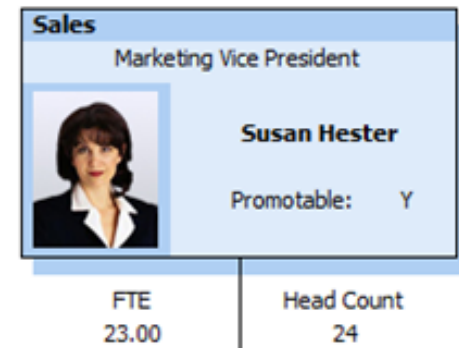 Sales
Marketing Vice President
Susan Hester
Promotable: Y
FTE Head Count
23.00 24